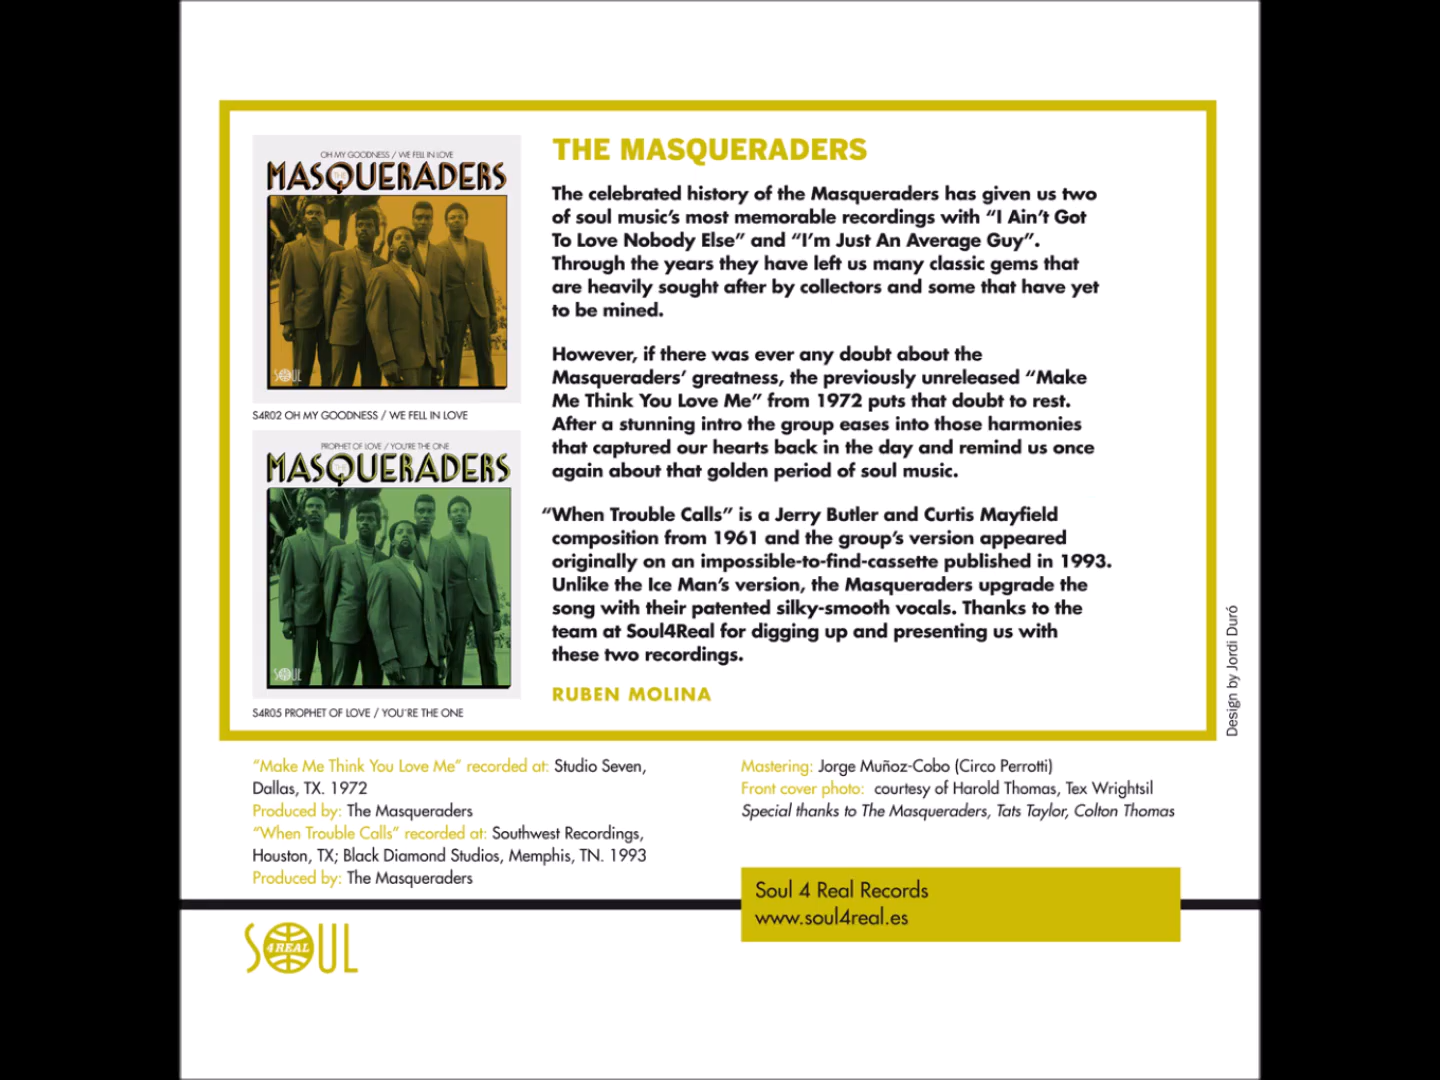 OH MY GOODNESS / WE FELL IN LOVE
MASQUERADERS
SOUL
S4R02 OH MY GOODNESS / WE FELL IN LOVE
PROPHET OF LOVE / YOU'RE THE ONE
MASQUERADERS
SOUL
S4R05 PROPHET OF LOVE / YOU'RE THE ONE
THE MASQUERADERS
The celebrated history of the Masqueraders has given us two
of soul music's most memorable recordings with “I Ain't Got
To Love Nobody Else” and “I'm Just An Average Guy”.
Through the years they have left us many classic gems that
are heavily sought after by collectors and some that have yet
to be mined.
However, if there was ever any doubt about the
Masqueraders' greatness, the previously unreleased “Make
Me Think You Love Me” from 1972 puts that doubt to rest.
After a stunning intro the group eases into those harmonies
that captured our hearts back in the day and remind us once
again about that golden period of soul music.
“When Trouble Calls” is a Jerry Butler and Curtis Mayfield
composition from 1961 and the group's version appeared
originally on an impossible-to-find-cassette published in 1993.
Unlike the Ice Man's version, the Masqueraders upgrade the
song with their patented silky-smooth vocals. Thanks to the
team at Soul4Real for digging up and presenting us with
these two recordings.
RUBEN MOLINA
Design by Jordi Duró
“Make Me Think You Love Me” recorded at: Studio Seven,
Dallas, TX. 1972
Produced by: The Masqueraders
“When Trouble Calls” recorded at: Southwest Recordings,
Houston, TX; Black Diamond Studios, Memphis, TN. 1993
Produced by: The Masqueraders
Mastering: Jorge Muñoz-Cobo (Circo Perrotti)
Front cover photo: courtesy of Harold Thomas, Tex Wrightsil
Special thanks to The Masqueraders, Tats Taylor, Colton Thomas
Soul 4 Real Records
www.soul4real.es
SOUL
4 REAL